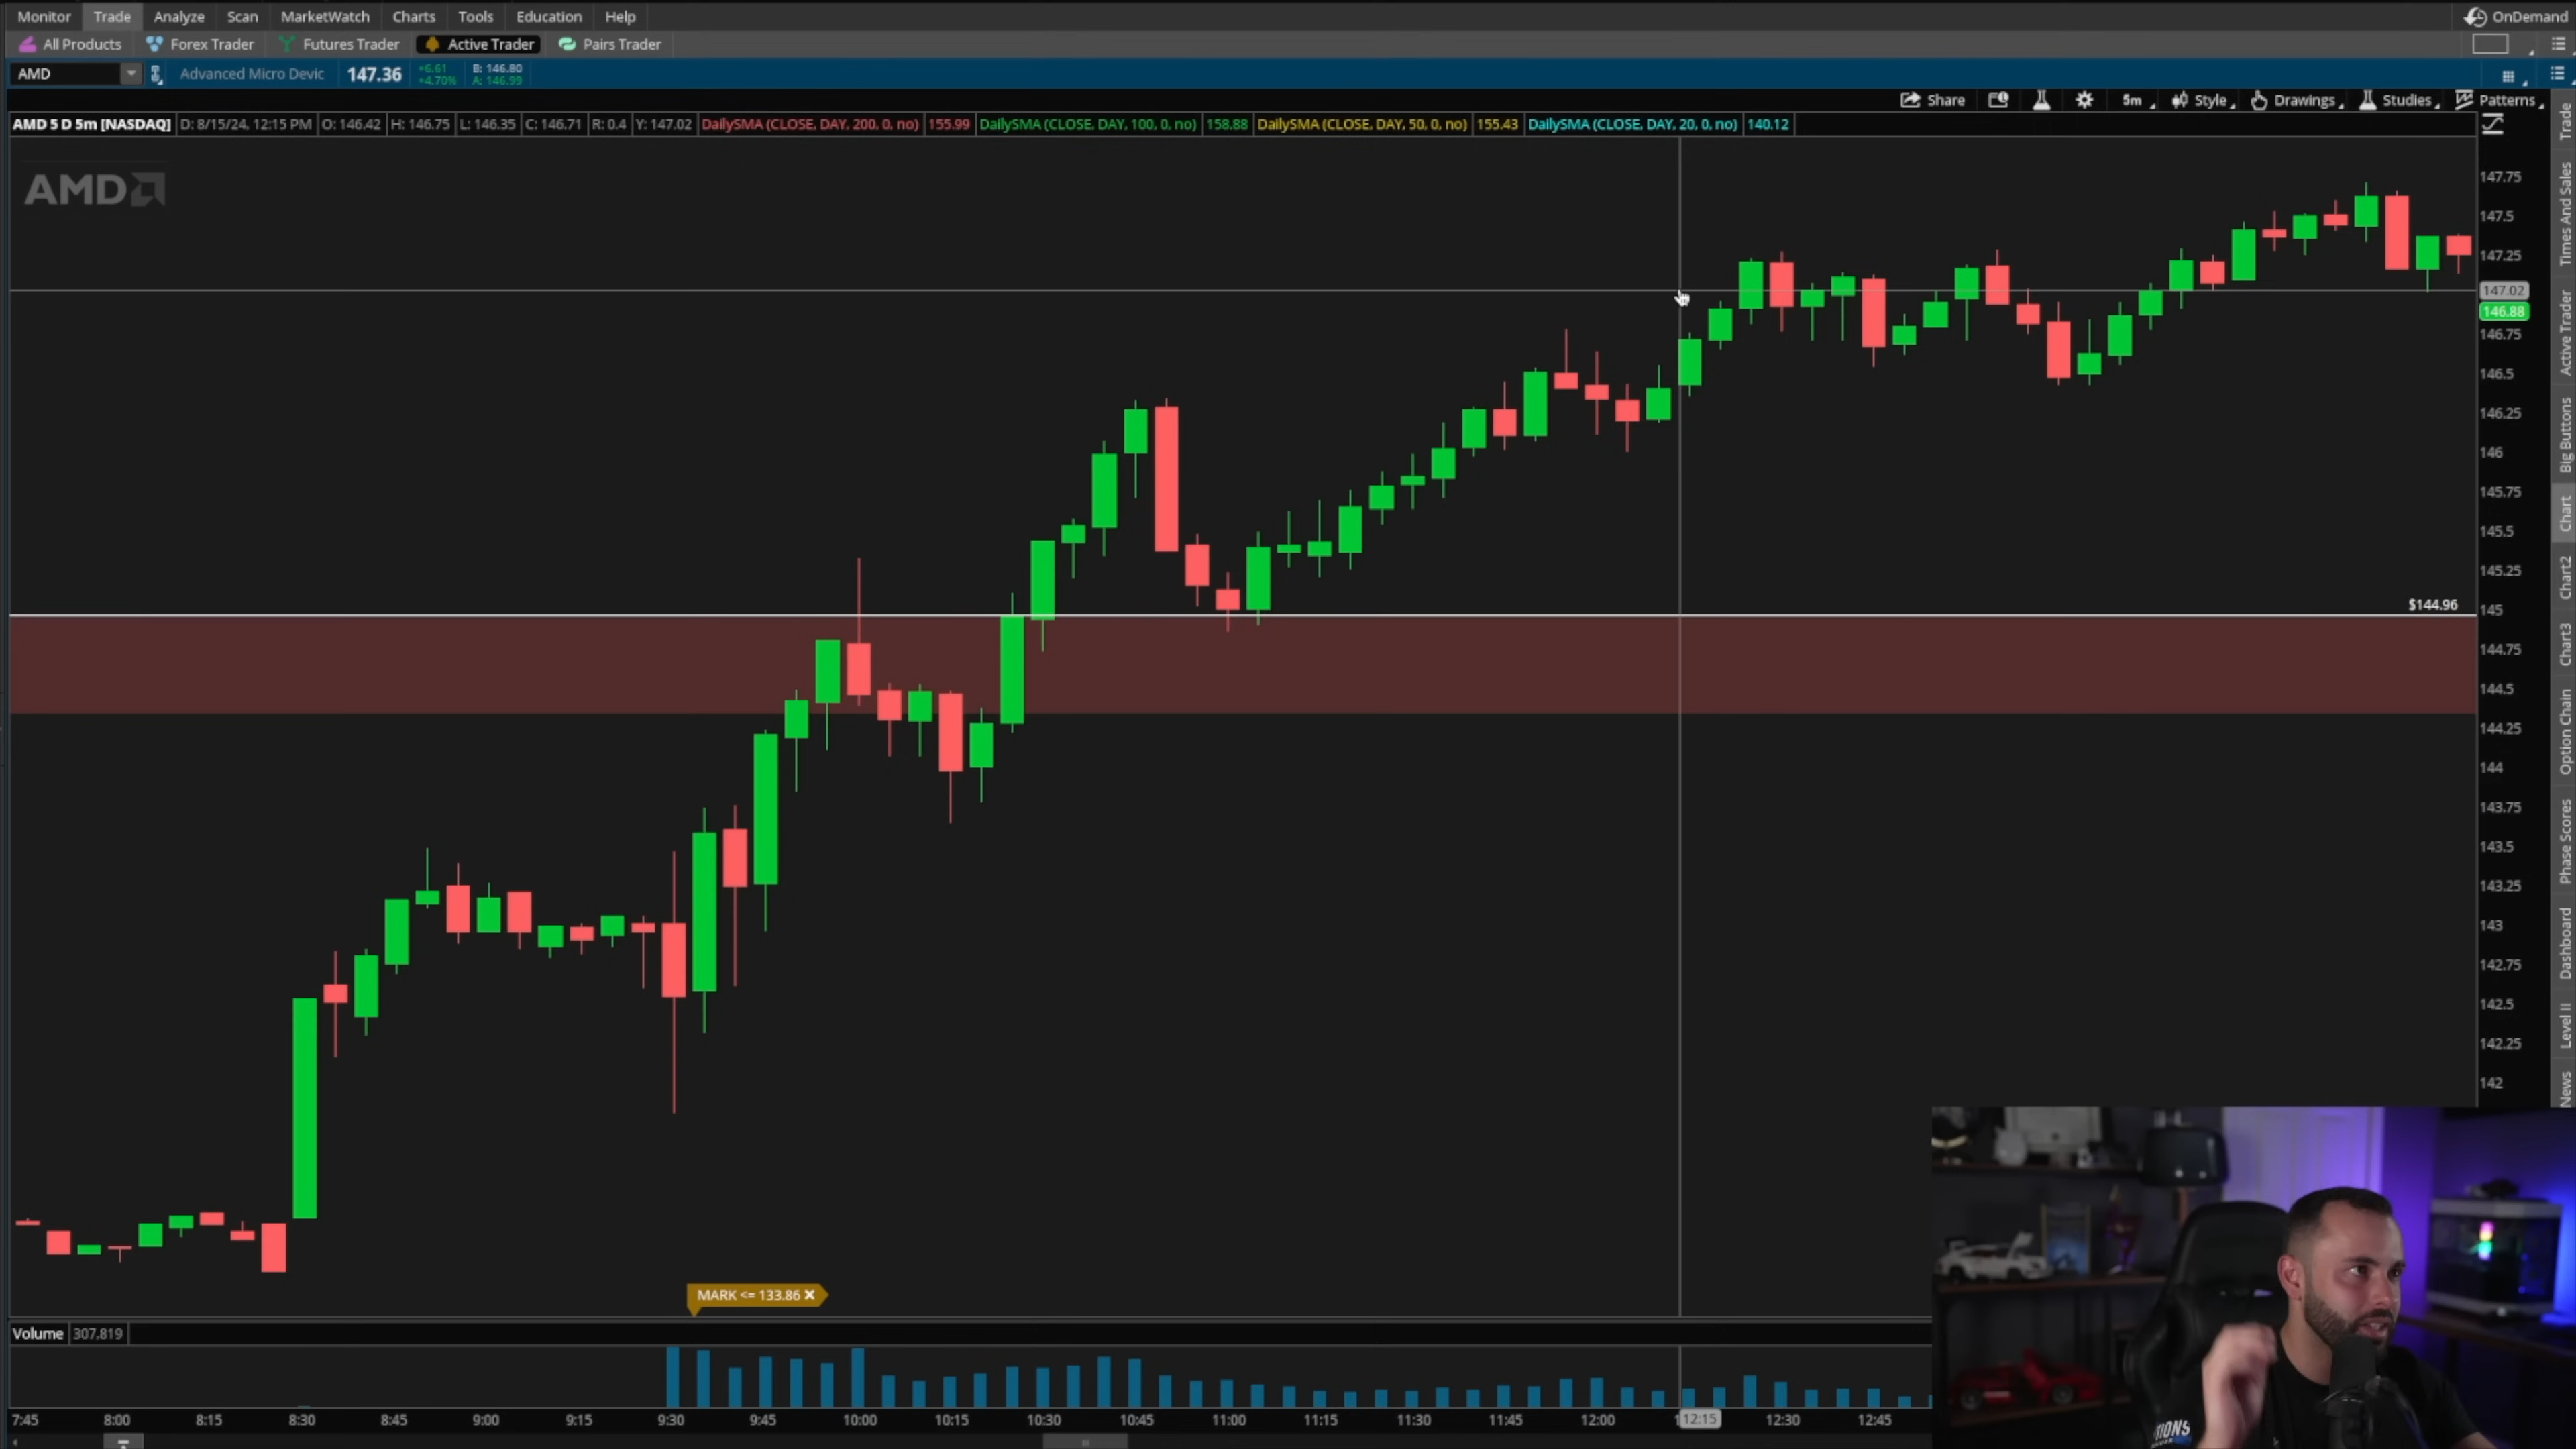 Monitor Trade Analyze Scan MarketWatch Charts Tools Education Help OnDemand
All Products Forex Trader Futures Trader Active Trader Pairs Trader
AMD Advanced Micro Devic 147.36 +6.61 B: 146.80
+4.70% A: 146.99
Share 5m Style Drawings Studies Patterns
AMD 5 D 5m [NASDAQ] D: 8/15/24, 12:15 PM O: 146.42 H: 146.75 L: 146.35 C: 146.71 R: 0.4 Y: 147.02 DailySMA (CLOSE, DAY, 200, 0, no) 155.99 DailySMA (CLOSE, DAY, 100, 0, no) 158.88 DailySMA (CLOSE, DAY, 50, 0, no) 155.43 DailySMA (CLOSE, DAY, 20, 0, no) 140.12
AMD
147.75
147.5
147.25
147.02
146.88
146.75
146.5
146.25
146
145.75
145.5
145.25
$144.96
145
144.75
144.5
144.25
144
143.75
143.5
143.25
143
142.75
142.5
142.25
142
Trade
Times And Sales
Active Trader
Big Buttons
Chart
Chart2
Chart3
Option Chain
Phase Scores
Dashboard
Level II
News
MARK <= 133.86 ×
Volume 307,819
7:45 8:00 8:15 8:30 8:45 9:00 9:15 9:30 9:45 10:00 10:15 10:30 10:45 11:00 11:15 11:30 11:45 12:00 12:15 12:30 12:45
IONS